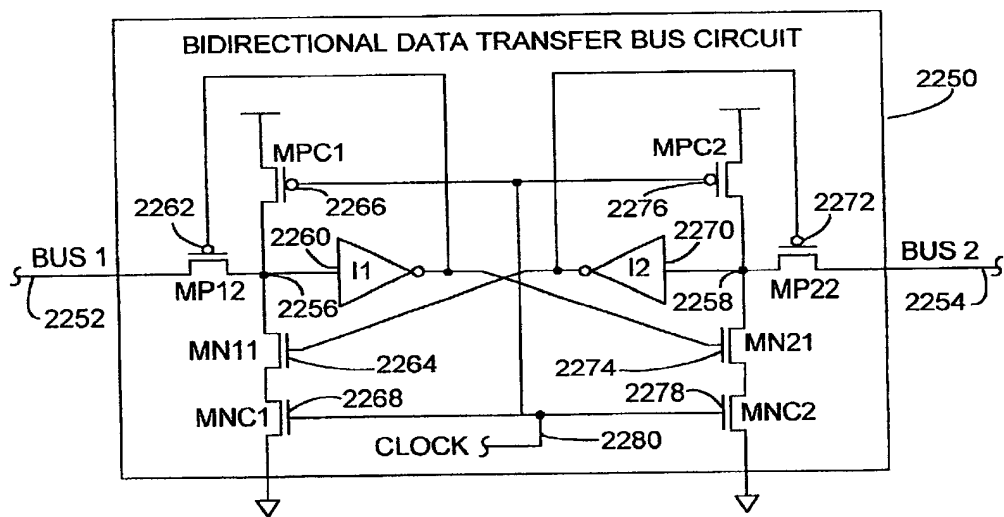 BIDIRECTIONAL DATA TRANSFER BUS CIRCUIT
2250
MPC1
MPC2
2262
2266
2276
2272
2260
2270
BUS 1
I1
I2
BUS 2
MP12
2256
2258
MP22
2252
2254
MN11
2264
2274
MN21
MNC1
2268
2278
MNC2
CLOCK
2280